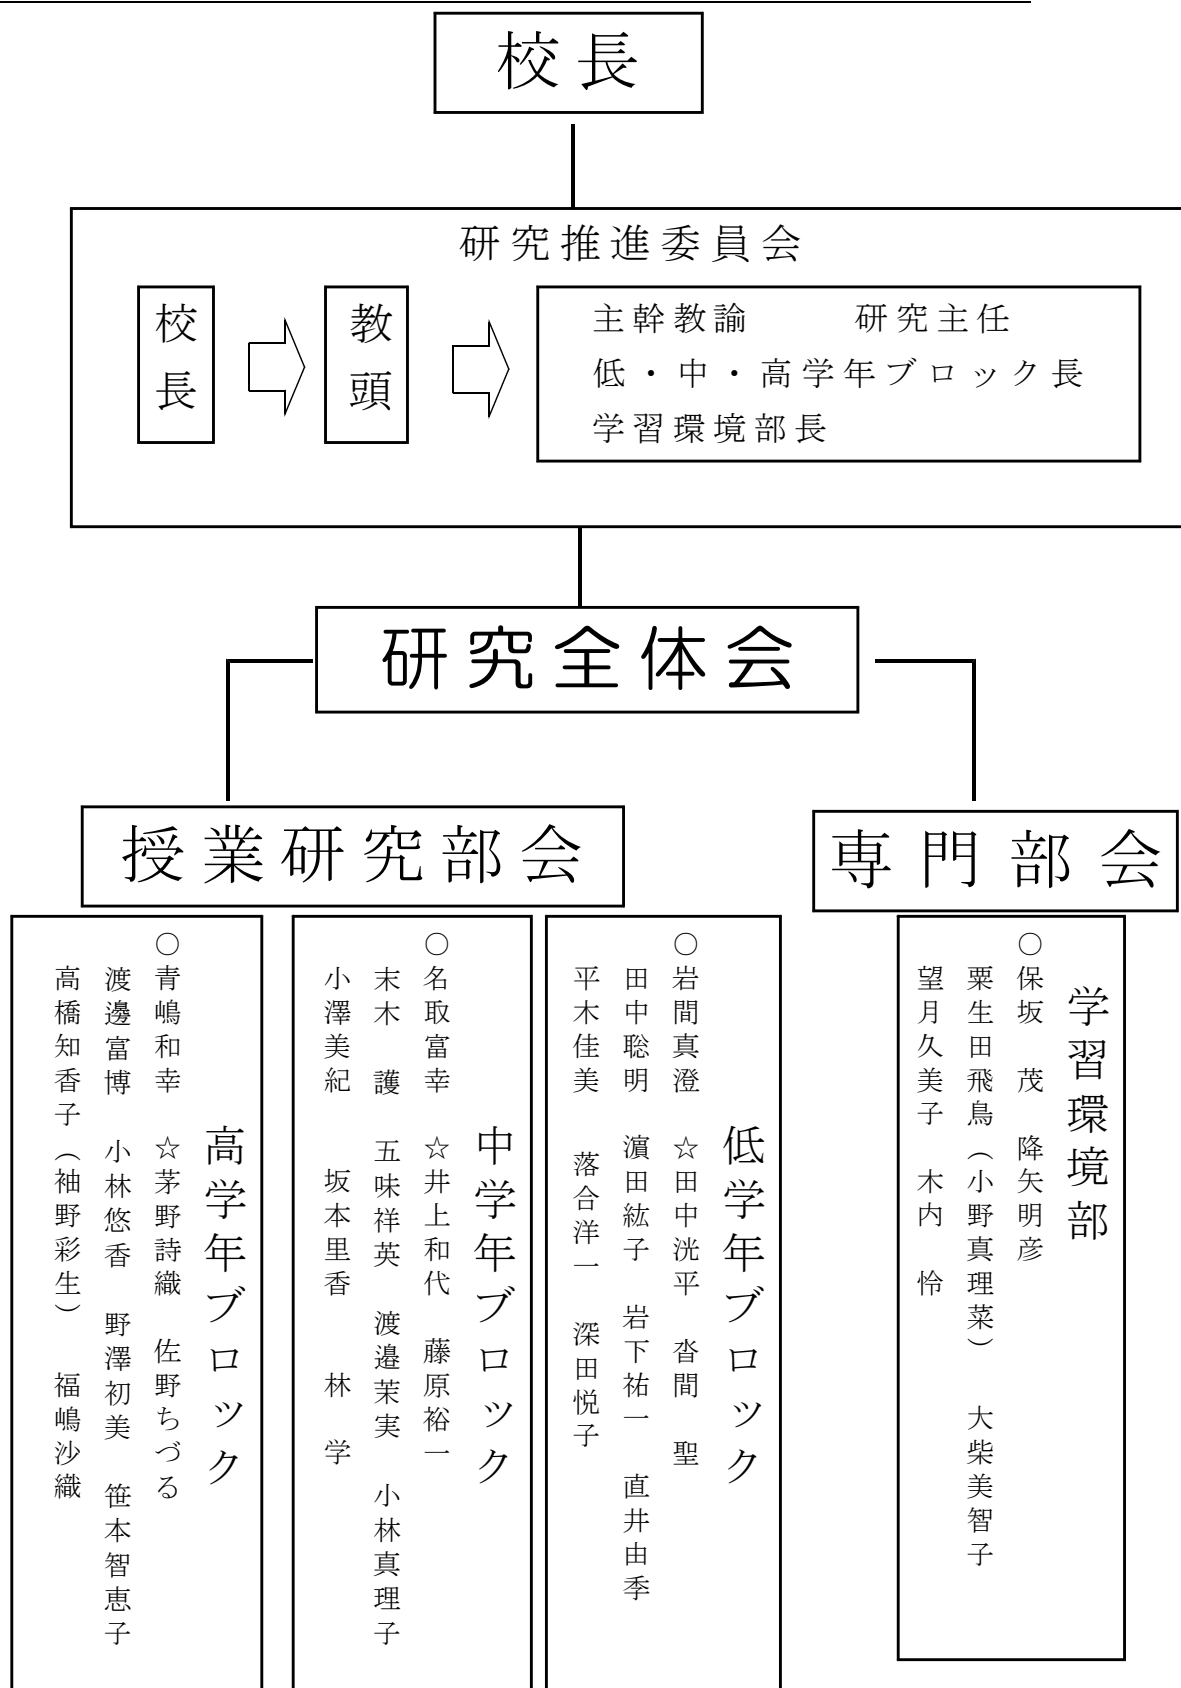 校長
研究推進委員会
校長
教頭
主幹教諭　研究主任
低・中・高学年ブロック長
学習環境部長
研究全体会
授業研究部会
専門部会
学習環境部
○保坂　茂　降矢明彦
粟生田飛鳥（小野真理菜）　大柴美智子
望月久美子　木内　怜
低学年ブロック
○岩間真澄　☆田中洸平　沓間　聖
田中聡明　濵田紘子　岩下祐一　直井由季
平木佳美　落合洋一　深田悦子
中学年ブロック
○名取富幸　☆井上和代　藤原裕一
末木　護　五味祥英　渡邉茉実　小林真理子
小澤美紀　坂本里香　林　学
高学年ブロック
○青嶋和幸　☆茅野詩織　佐野ちづる
渡邊富博　小林悠香　野澤初美　笹本智恵子
高橋知香子（袖野彩生）　福嶋沙織